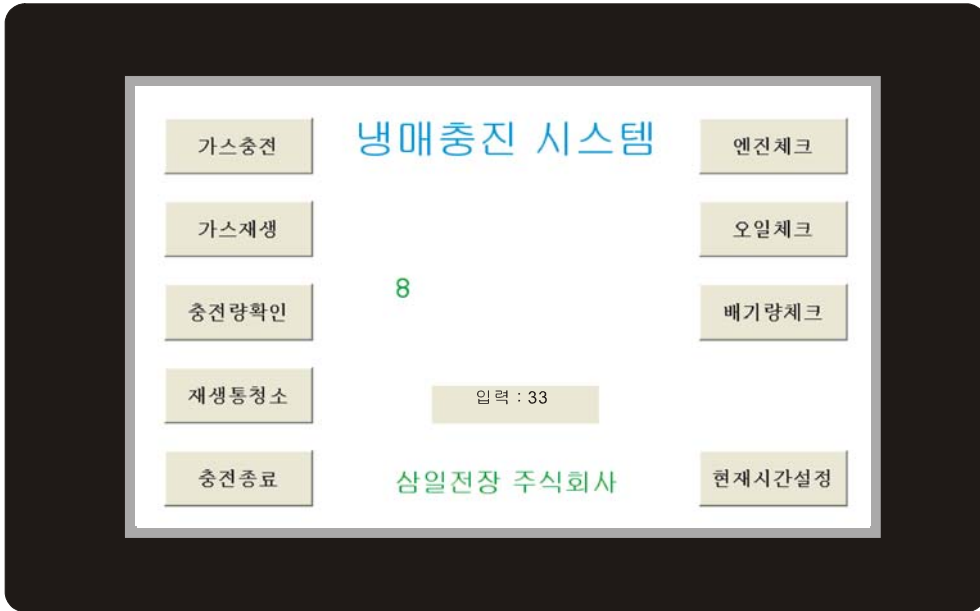 냉매충진 시스템
가스충전
엔진체크
가스재생
오일체크
8
충전량확인
배기량체크
재생통청소
입력 : 33
충전종료
삼일전장 주식회사
현재시간설정